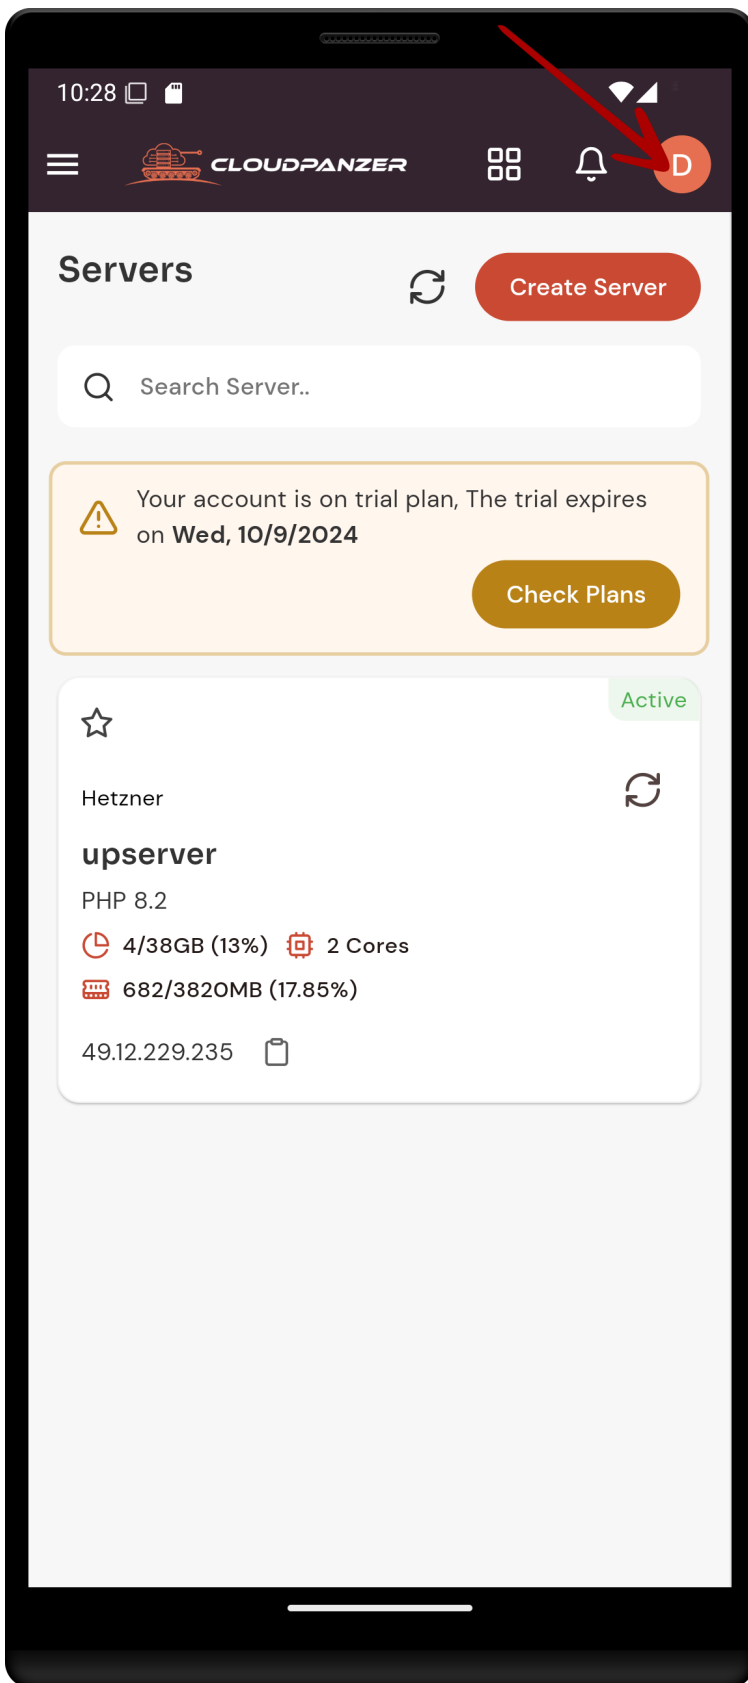 10:28
CLOUDPANZER
D
Servers
Create Server
Search Server..
Your account is on trial plan, The trial expires
on Wed, 10/9/2024
Check Plans
Active
Hetzner
upserver
PHP 8.2
4/38GB (13%) 2 Cores
682/3820MB (17.85%)
49.12.229.235